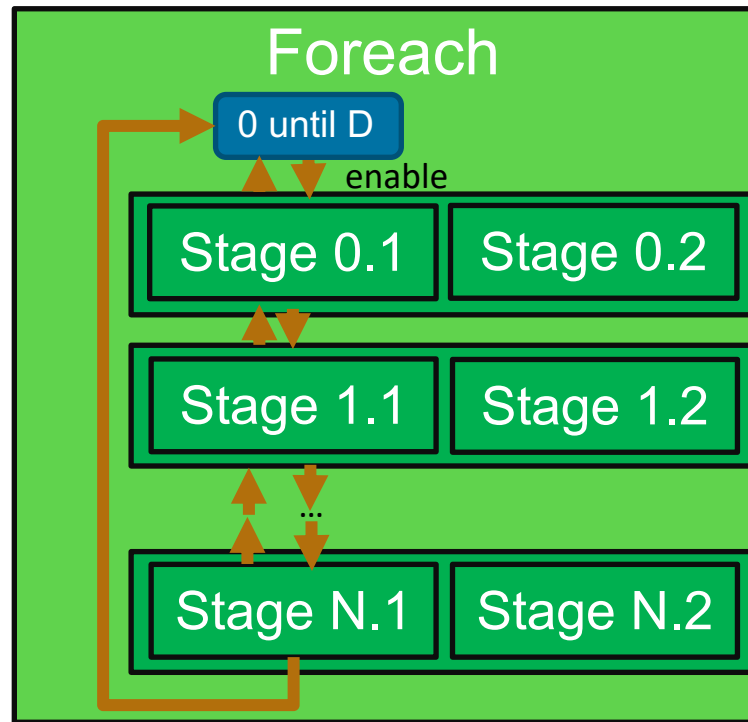 Foreach
0 until D
enable
Stage 0.1 Stage 0.2
Stage 1.1 Stage 1.2
...
Stage N.1 Stage N.2